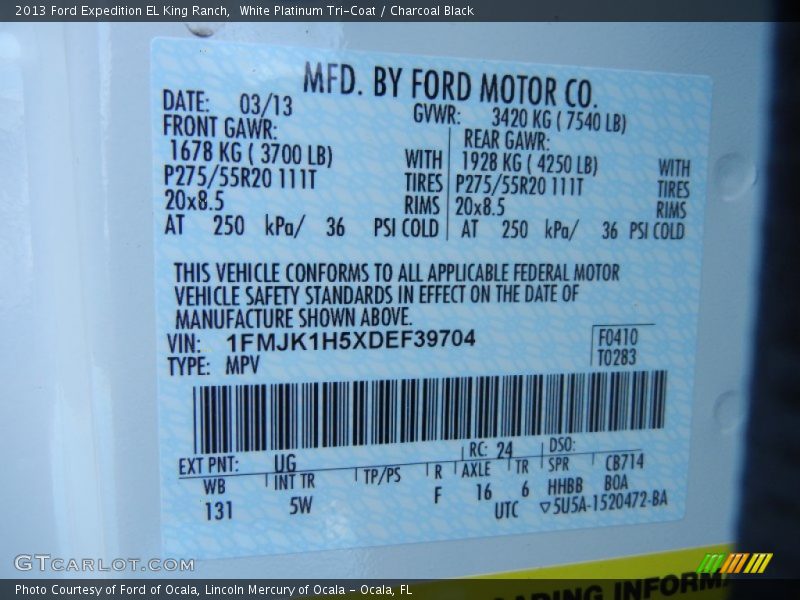 2013 Ford Expedition EL King Ranch,  White Platinum Tri-Coat / Charcoal Black
MFD. BY FORD MOTOR CO.
DATE: 03/13 GVWR: 3420 KG ( 7540 LB)
FRONT GAWR: REAR GAWR:
1678 KG ( 3700 LB) WITH 1928 KG ( 4250 LB) WITH
P275/55R20 111T TIRES P275/55R20 111T TIRES
20x8.5 RIMS 20x8.5 RIMS
AT 250 kPa/ 36 PSI COLD AT 250 kPa/ 36 PSI COLD
THIS VEHICLE CONFORMS TO ALL APPLICABLE FEDERAL MOTOR
VEHICLE SAFETY STANDARDS IN EFFECT ON THE DATE OF
MANUFACTURE SHOWN ABOVE.
VIN: 1FMJK1H5XDEF39704 F0410
TYPE: MPV T0283
EXT PNT: UG RC: 24 DSO:
WB INT TR TP/PS R AXLE TR SPR CB714
131 5W F 16 6 HHBB BOA
UTC ▽5U5A-1520472-BA
GTcarlot.com
LOADING INFORMA
Photo Courtesy of Ford of Ocala, Lincoln Mercury of Ocala - Ocala, FL